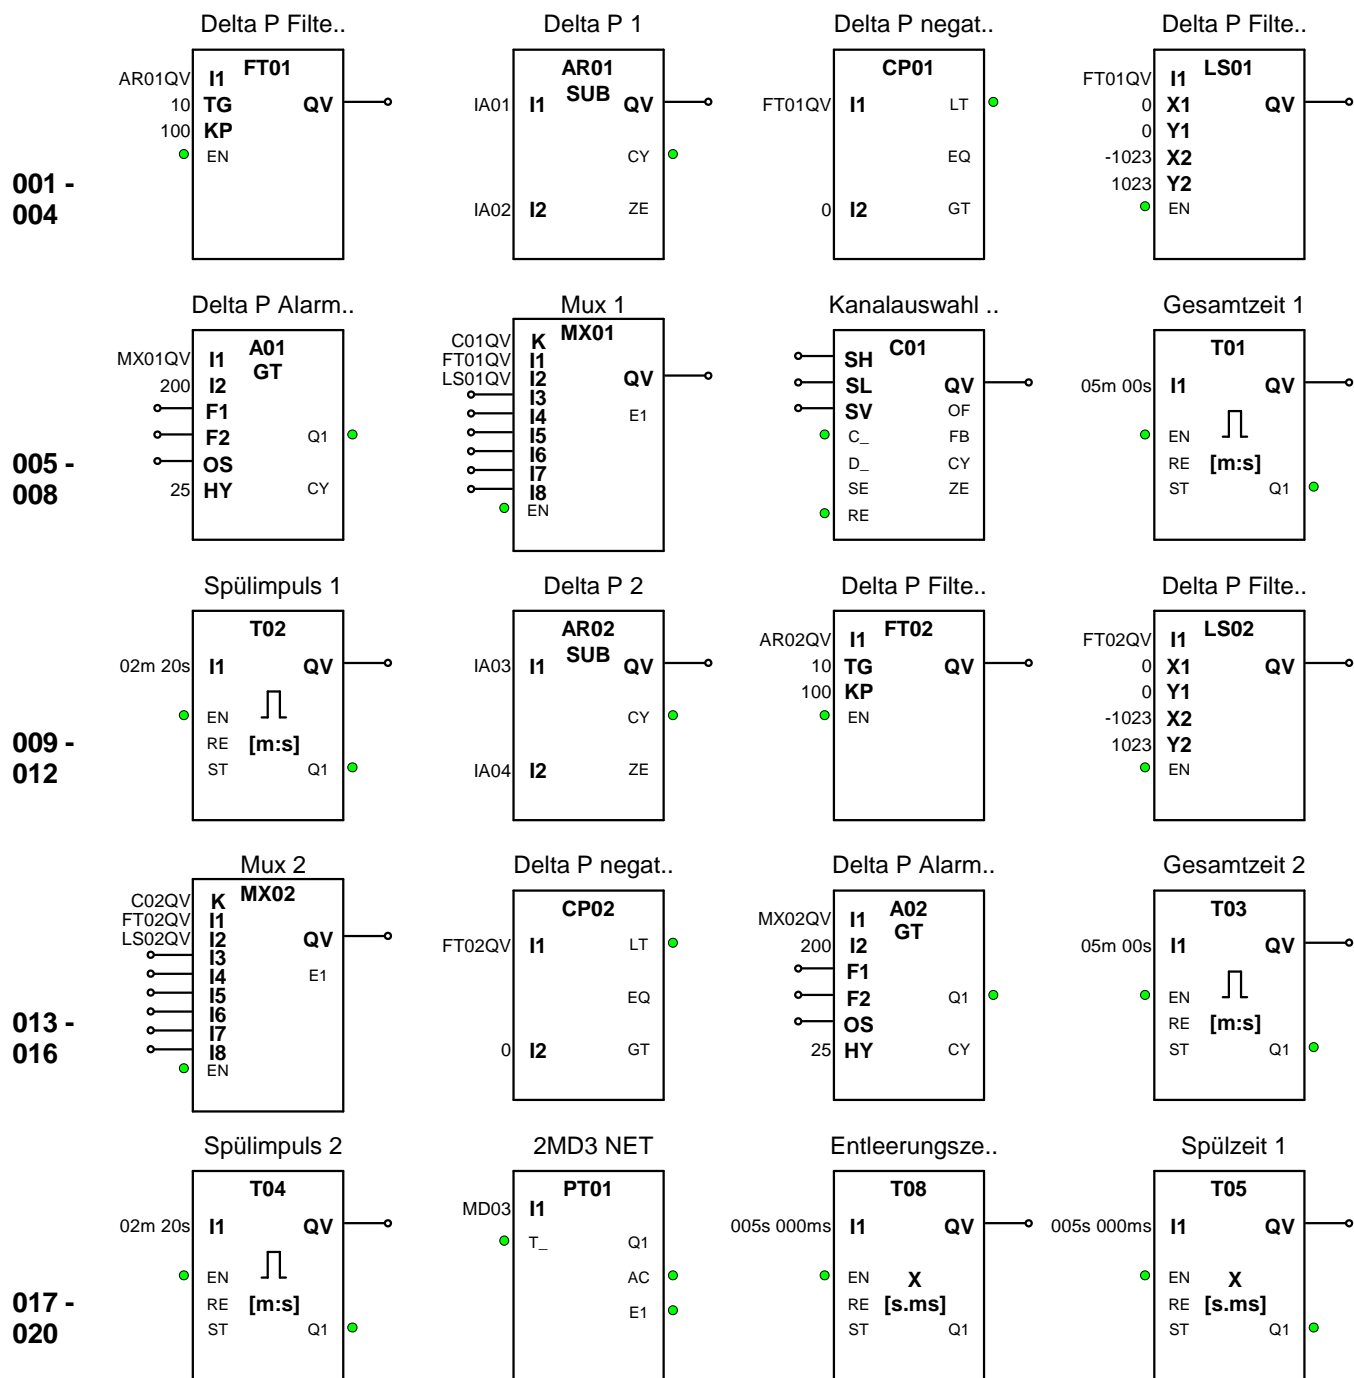 Delta P Filte..
FT01
AR01QV I1
10 TG QV
100 KP
EN
Delta P 1
AR01
SUB
IA01 I1 QV
CY
IA02 I2 ZE
Delta P negat..
CP01
FT01QV I1 LT
EQ
0 I2 GT
Delta P Filte..
LS01
FT01QV I1
0 X1 QV
0 Y1
-1023 X2
1023 Y2
EN
001 -
004
Delta P Alarm..
A01
GT
MX01QV I1
200 I2
F1
F2 Q1
OS
25 HY CY
Mux 1
MX01
C01QV K
FT01QV I1
LS01QV I2 QV
I3
I4 E1
I5
I6
I7
I8
EN
Kanalauswahl ..
C01
SH
SL QV
SV OF
C_ FB
D_ CY
SE ZE
RE
Gesamtzeit 1
T01
05m 00s I1 QV
EN
RE [m:s]
ST Q1
005 -
008
Spülimpuls 1
T02
02m 20s I1 QV
EN
RE [m:s]
ST Q1
Delta P 2
AR02
SUB
IA03 I1 QV
CY
IA04 I2 ZE
Delta P Filte..
FT02
AR02QV I1
10 TG QV
100 KP
EN
Delta P Filte..
LS02
FT02QV I1
0 X1 QV
0 Y1
-1023 X2
1023 Y2
EN
009 -
012
Mux 2
MX02
C02QV K
FT02QV I1
LS02QV I2 QV
I3
I4 E1
I5
I6
I7
I8
EN
Delta P negat..
CP02
FT02QV I1 LT
EQ
0 I2 GT
Delta P Alarm..
A02
GT
MX02QV I1
200 I2
F1
F2 Q1
OS
25 HY CY
Gesamtzeit 2
T03
05m 00s I1 QV
EN
RE [m:s]
ST Q1
013 -
016
Spülimpuls 2
T04
02m 20s I1 QV
EN
RE [m:s]
ST Q1
2MD3 NET
PT01
MD03 I1
T_ Q1
AC
E1
Entleerungsze..
T08
005s 000ms I1 QV
EN X
RE [s.ms]
ST Q1
Spülzeit 1
T05
005s 000ms I1 QV
EN X
RE [s.ms]
ST Q1
017 -
020